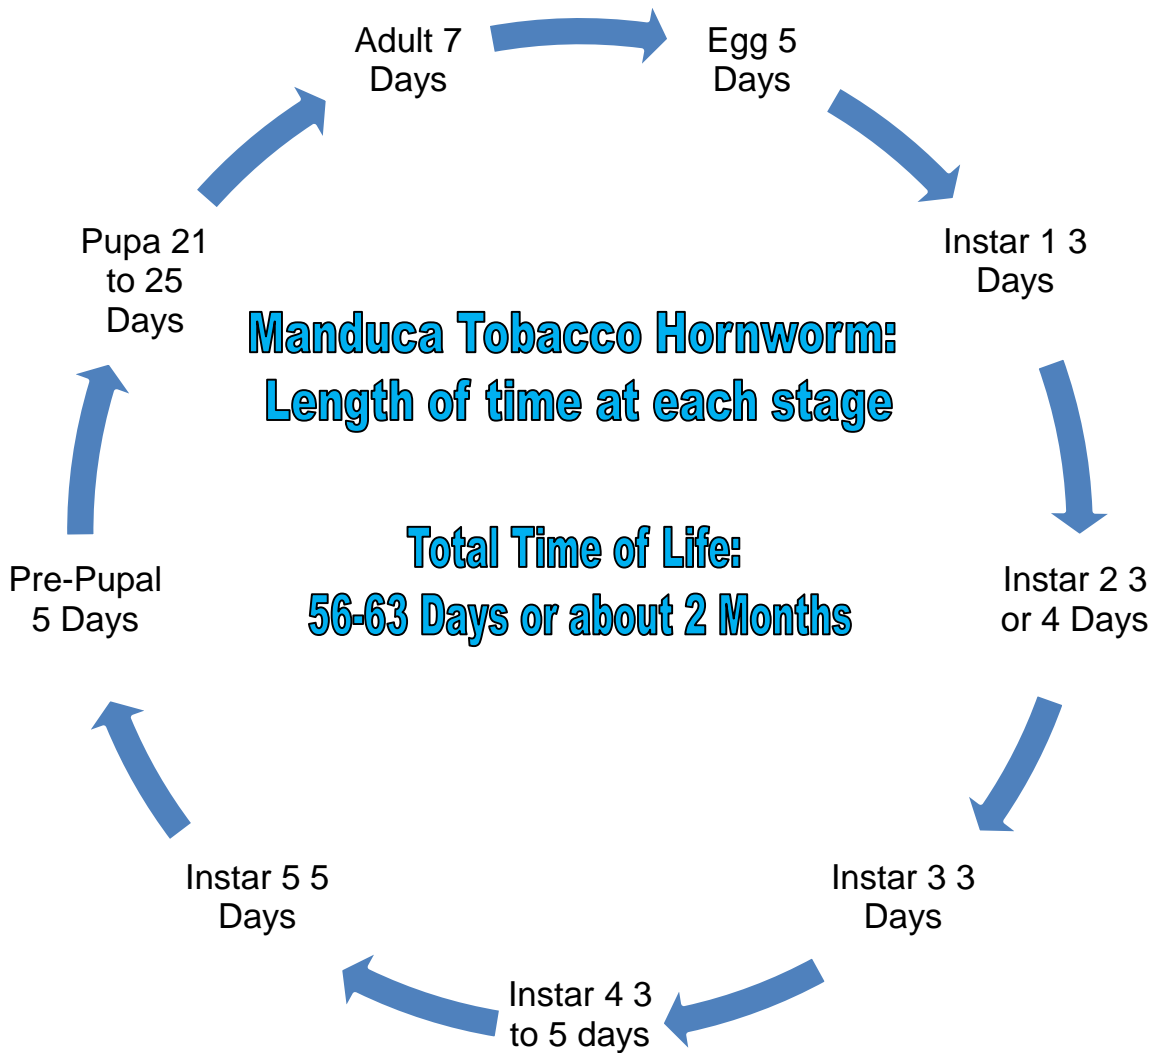 Adult 7
Days
Egg 5
Days
Instar 1 3
Days
Instar 2 3
or 4 Days
Instar 3 3
Days
Instar 4 3
to 5 days
Instar 5 5
Days
Pre-Pupal
5 Days
Pupa 21
to 25
Days
Manduca Tobacco Hornworm:
Length of time at each stage
Total Time of Life:
56-63 Days or about 2 Months